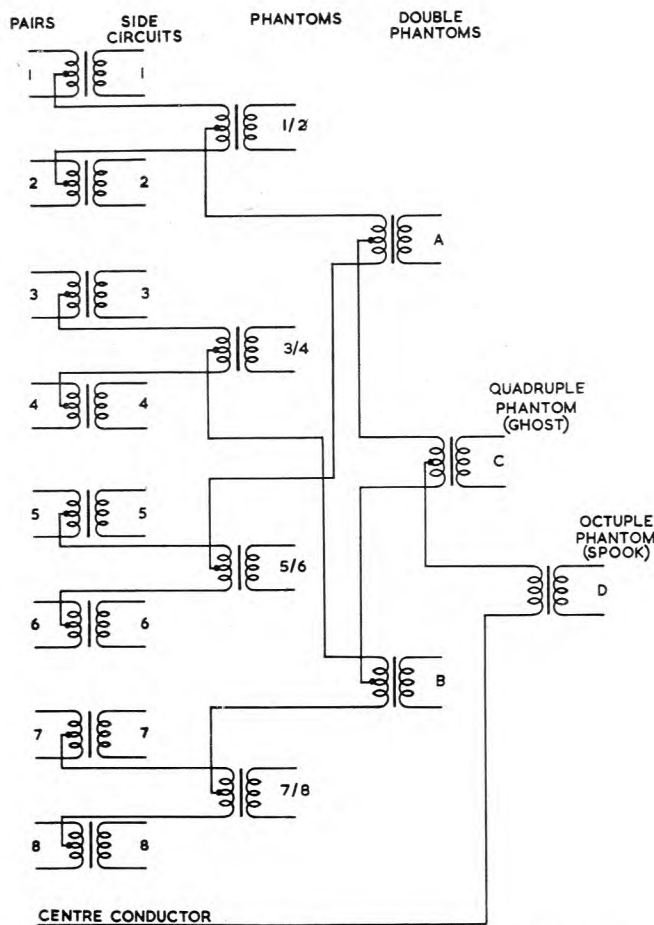 PAIRS
SIDE
CIRCUITS
PHANTOMS
DOUBLE
PHANTOMS
1
1
1/2
2
2
A
3
3
3/4
4
4
QUADRUPLE
PHANTOM
(GHOST)
C
5
5
OCTUPLE
PHANTOM
(SPOOK)
5/6
D
6
6
B
7
7
7/8
8
8
CENTRE CONDUCTOR